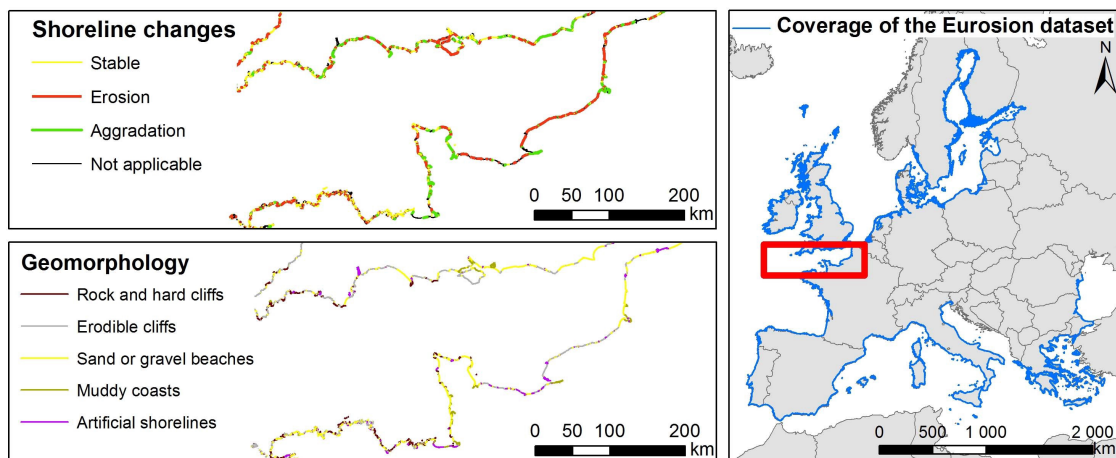 Shoreline changes
Stable
Erosion
Aggradation
Not applicable
0 50 100 200
km
Geomorphology
Rock and hard cliffs
Erodible cliffs
Sand or gravel beaches
Muddy coasts
Artificial shorelines
0 50 100 200
km
Coverage of the Eurosion dataset
N
0 500 1 000 2 000
km